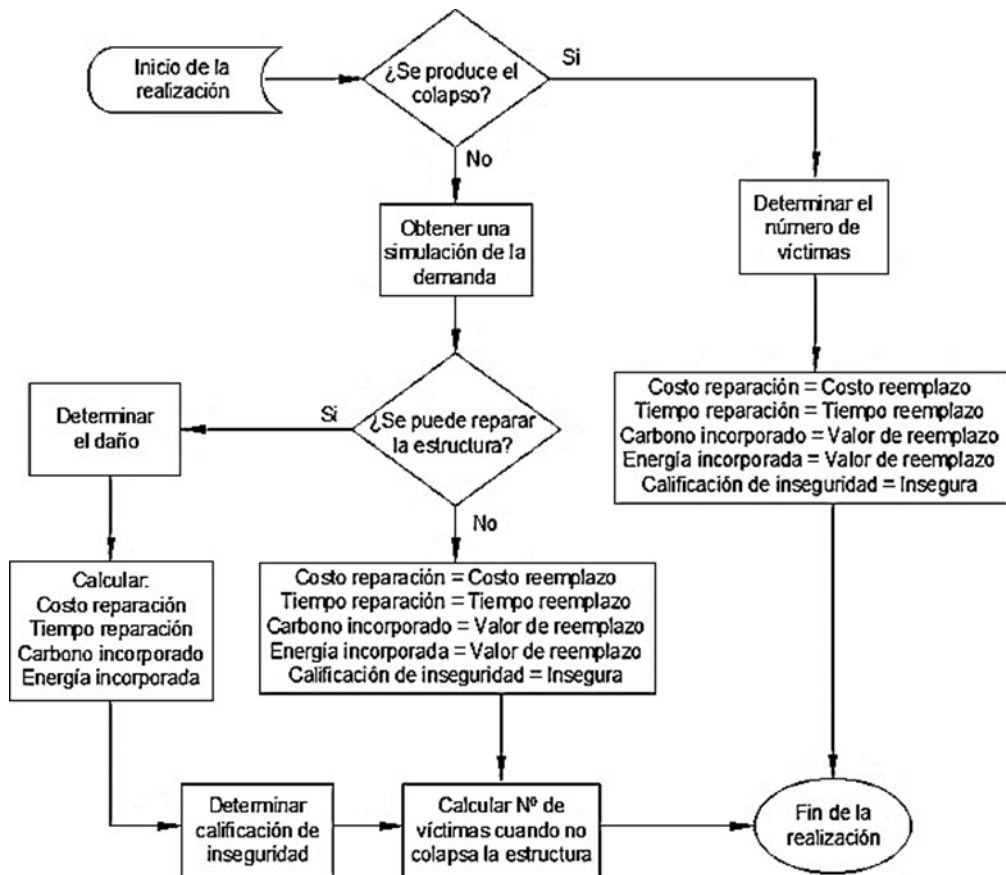 Inicio de la
realización
¿Se produce el
colapso?
Si
No
Determinar el
número de
víctimas
Obtener una
simulación de la
demanda
Costo reparación = Costo reemplazo
Tiempo reparación = Tiempo reemplazo
Carbono incorporado = Valor de reemplazo
Energía incorporada = Valor de reemplazo
Calificación de inseguridad = Insegura
¿Se puede reparar
la estructura?
Si
No
Determinar
el daño
Calcular:
Costo reparación
Tiempo reparación
Carbono incorporado
Energía incorporada
Costo reparación = Costo reemplazo
Tiempo reparación = Tiempo reemplazo
Carbono incorporado = Valor de reemplazo
Energía incorporada = Valor de reemplazo
Calificación de inseguridad = Insegura
Determinar
calificación de
inseguridad
Calcular Nº de
víctimas cuando no
colapsa la estructura
Fin de la
realización